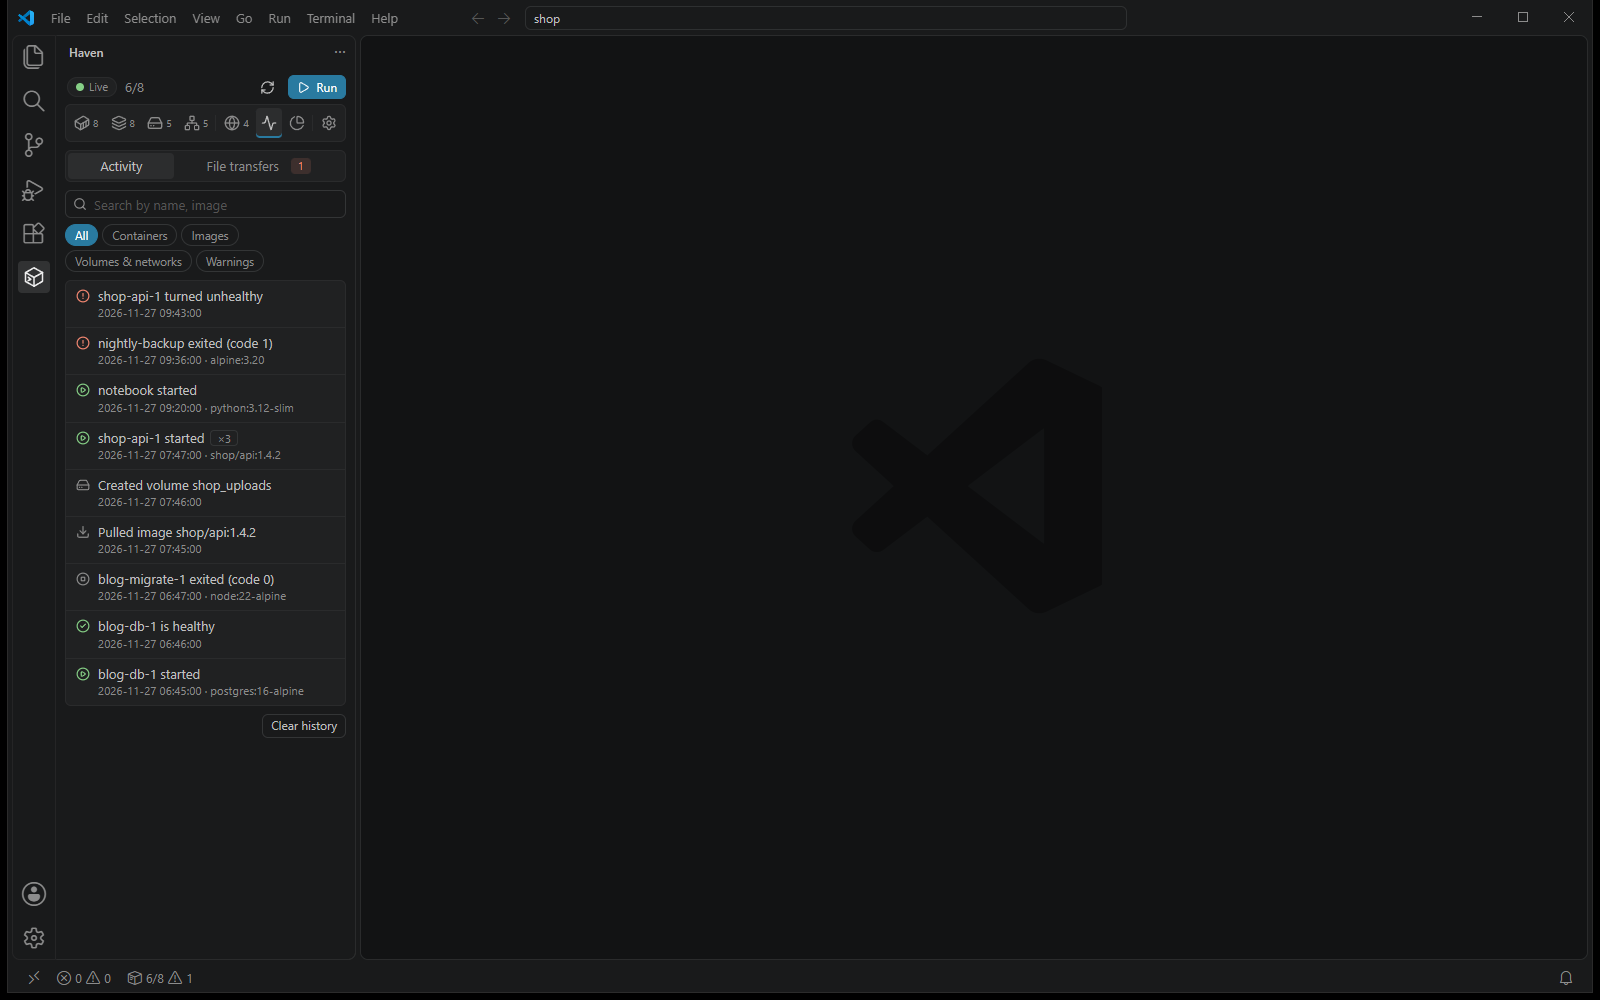 File Edit Selection View Go Run Terminal Help
shop
Haven
Live 6/8 Run
8 8 5 5 4
Activity File transfers 1
Search by name, image
All Containers Images
Volumes & networks Warnings
shop-api-1 turned unhealthy
2026-11-27 09:43:00
nightly-backup exited (code 1)
2026-11-27 09:36:00 · alpine:3.20
notebook started
2026-11-27 09:20:00 · python:3.12-slim
shop-api-1 started ×3
2026-11-27 07:47:00 · shop/api:1.4.2
Created volume shop_uploads
2026-11-27 07:46:00
Pulled image shop/api:1.4.2
2026-11-27 07:45:00
blog-migrate-1 exited (code 0)
2026-11-27 06:47:00 · node:22-alpine
blog-db-1 is healthy
2026-11-27 06:46:00
blog-db-1 started
2026-11-27 06:45:00 · postgres:16-alpine
Clear history
0 0 6/8 1